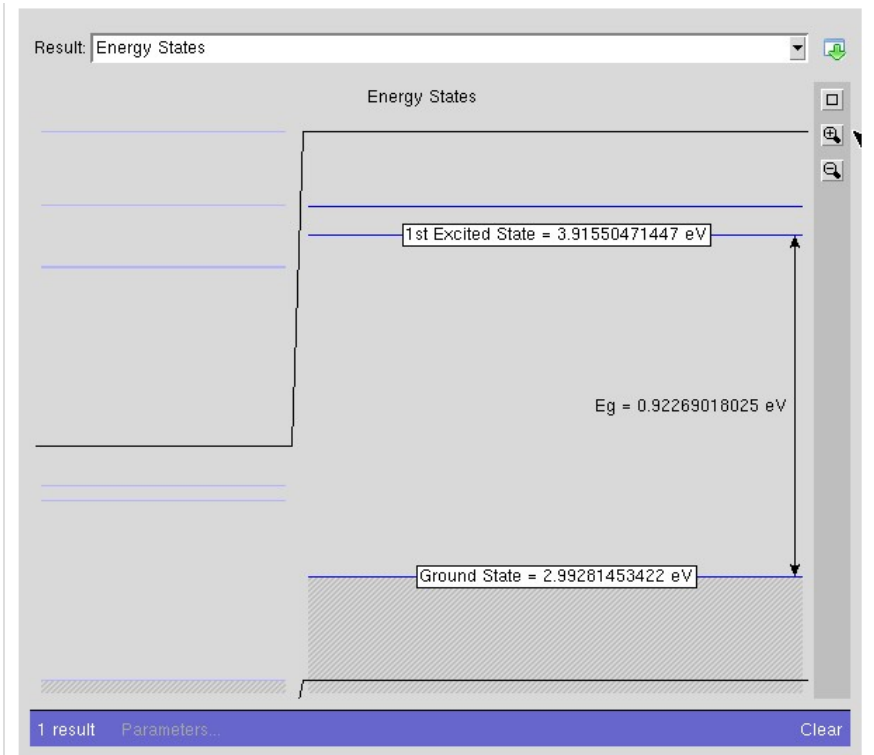 Result: Energy States
Energy States
1st Excited State = 3.91550471447 eV
Eg = 0.92269018025 eV
Ground State = 2.99281453422 eV
1 result Parameters... Clear